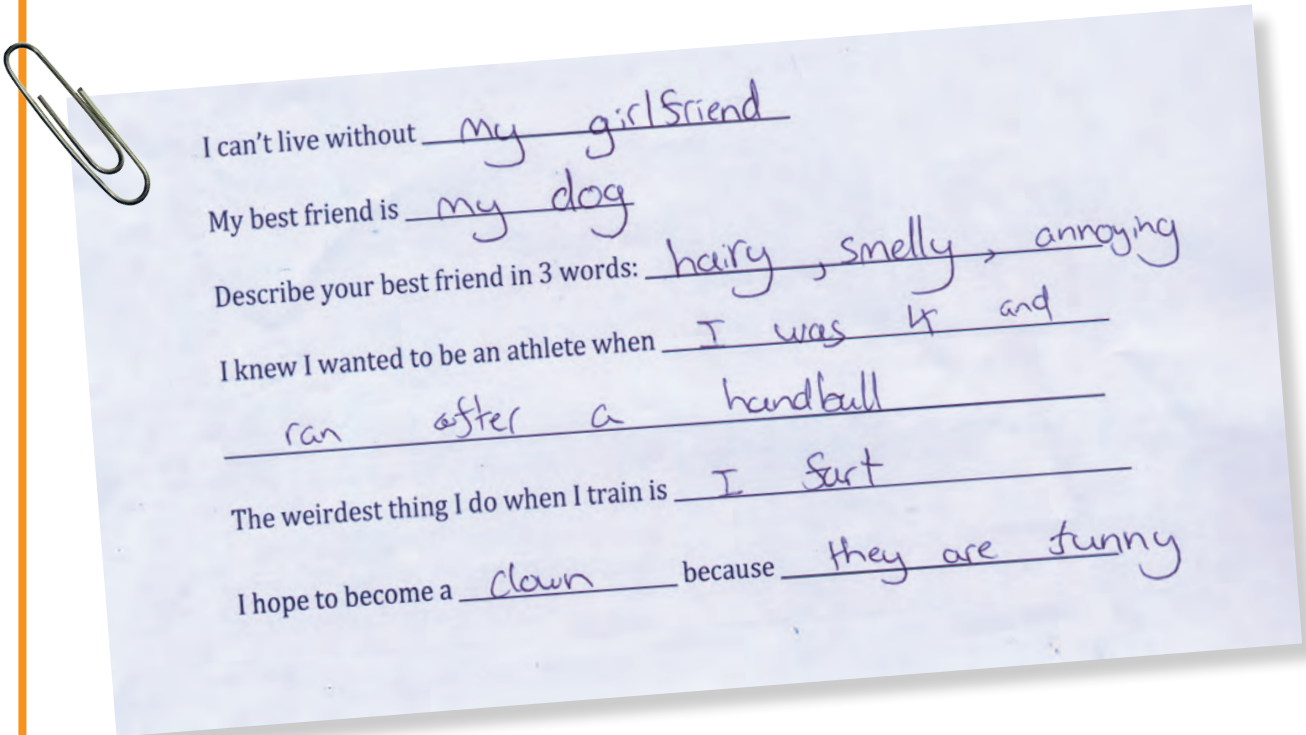 I can't live without my girlfriend
My best friend is my dog
Describe your best friend in 3 words: hairy, smelly, annoying
I knew I wanted to be an athlete when I was 4 and
ran after a handball
The weirdest thing I do when I train is I fart
I hope to become a clown because they are funny